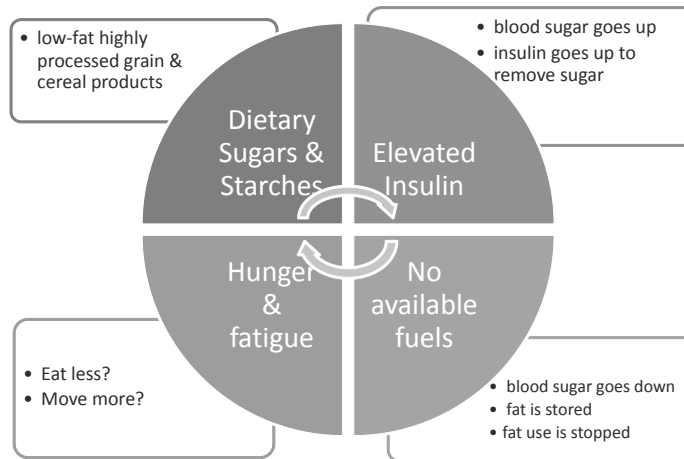 • low-fat highly
processed grain &
cereal products
• blood sugar goes up
• insulin goes up to
remove sugar
Dietary
Sugars &
Starches
Elevated
Insulin
Hunger
&
fatigue
No
available
fuels
• Eat less?
• Move more?
• blood sugar goes down
• fat is stored
• fat use is stopped